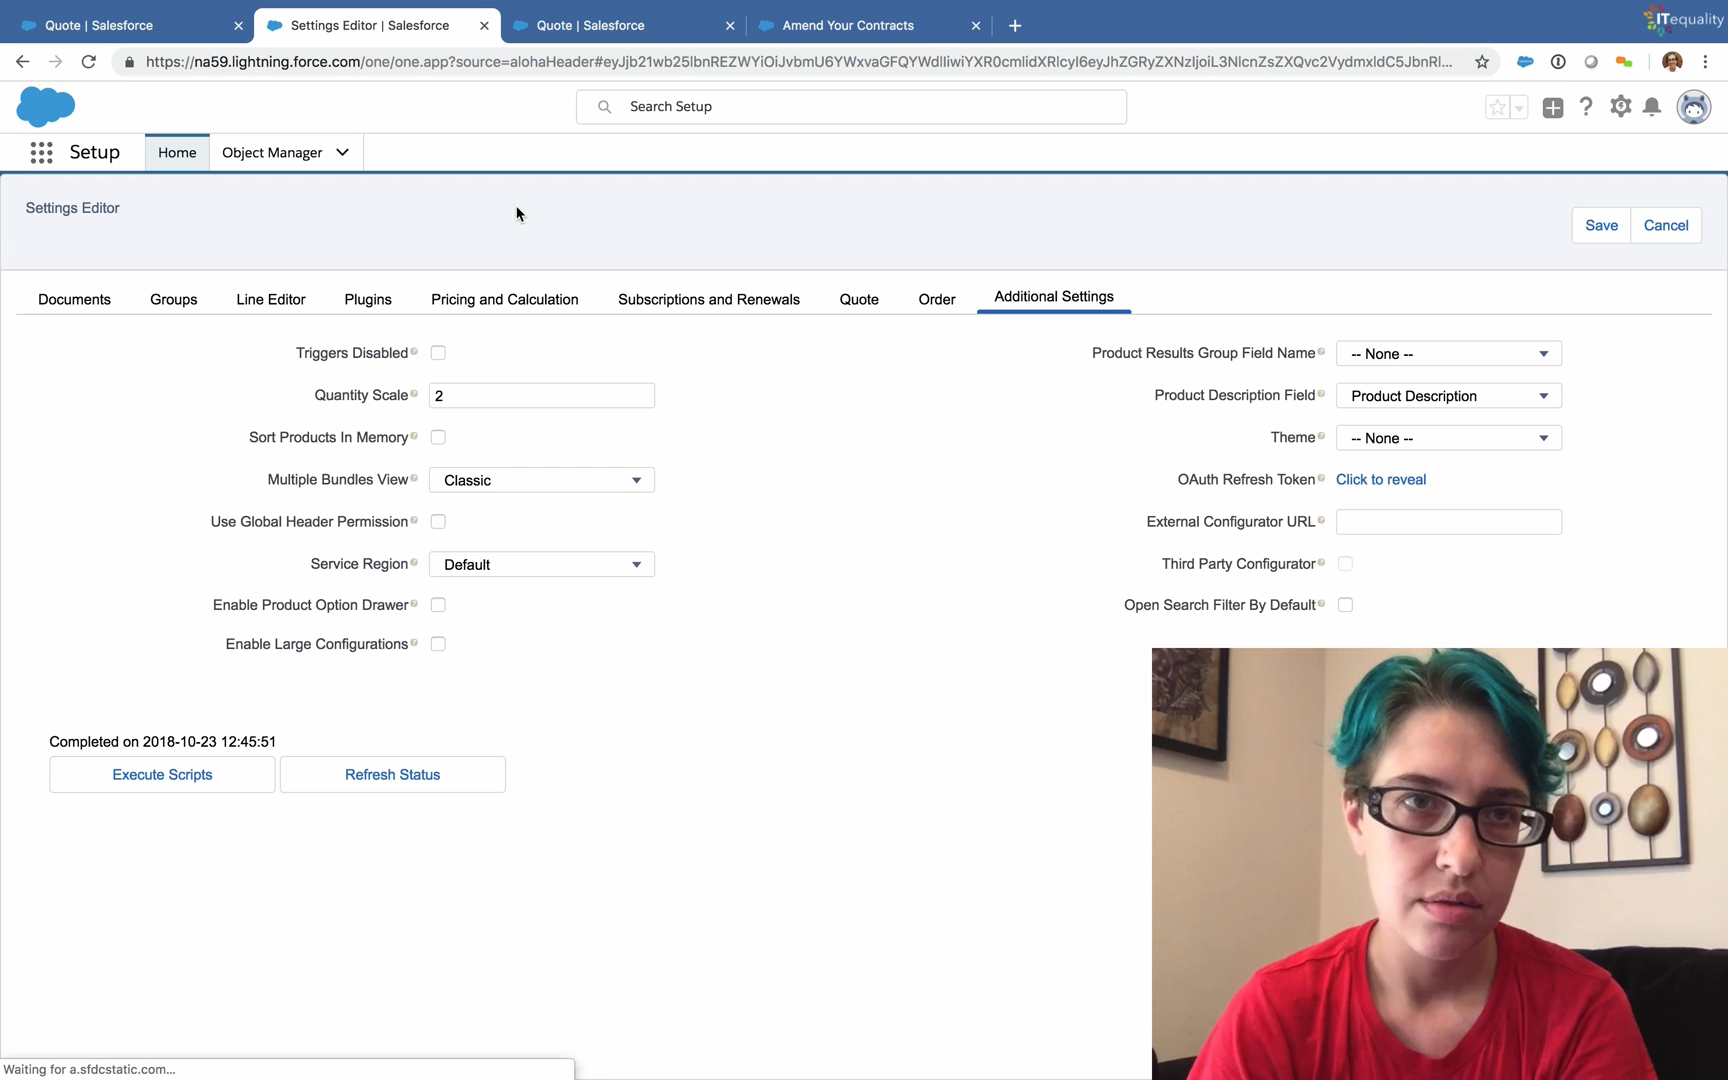 Quote | Salesforce
Settings Editor | Salesforce
Quote | Salesforce
Amend Your Contracts
ITequality
https://na59.lightning.force.com/one/one.app?source=alohaHeader#eyJjb21wb25lbnREZWYiOiJvbmU6YWxvaGFQYWdlIiwiYXR0cmlidXRlcyI6eyJhZGRyZXNzIjoiL3NlcnZsZXQvc2VydmxldC5JbnRl...
Search Setup
Setup
Home
Object Manager
Settings Editor
Save
Cancel
Documents
Groups
Line Editor
Plugins
Pricing and Calculation
Subscriptions and Renewals
Quote
Order
Additional Settings
Triggers Disabled
Product Results Group Field Name
-- None --
Quantity Scale
2
Product Description Field
Product Description
Sort Products In Memory
Theme
-- None --
Multiple Bundles View
Classic
OAuth Refresh Token
Click to reveal
Use Global Header Permission
External Configurator URL
Service Region
Default
Third Party Configurator
Enable Product Option Drawer
Open Search Filter By Default
Enable Large Configurations
Completed on 2018-10-23 12:45:51
Execute Scripts
Refresh Status
Waiting for a.sfdcstatic.com...